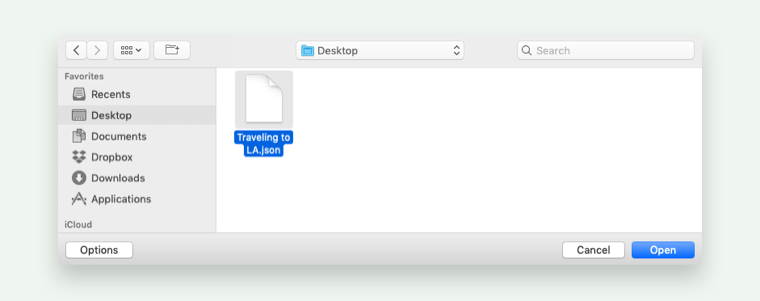 Desktop
Search
Favorites
Recents
Desktop
Documents
Dropbox
Downloads
Applications
iCloud
Traveling to
LA.json
Options
Cancel
Open